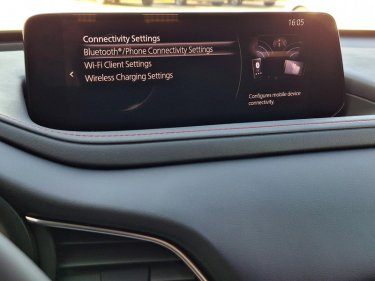 16:05
Connectivity Settings
Bluetooth®/Phone Connectivity Settings
Wi-Fi Client Settings
Wireless Charging Settings
Configures mobile device
connectivity.